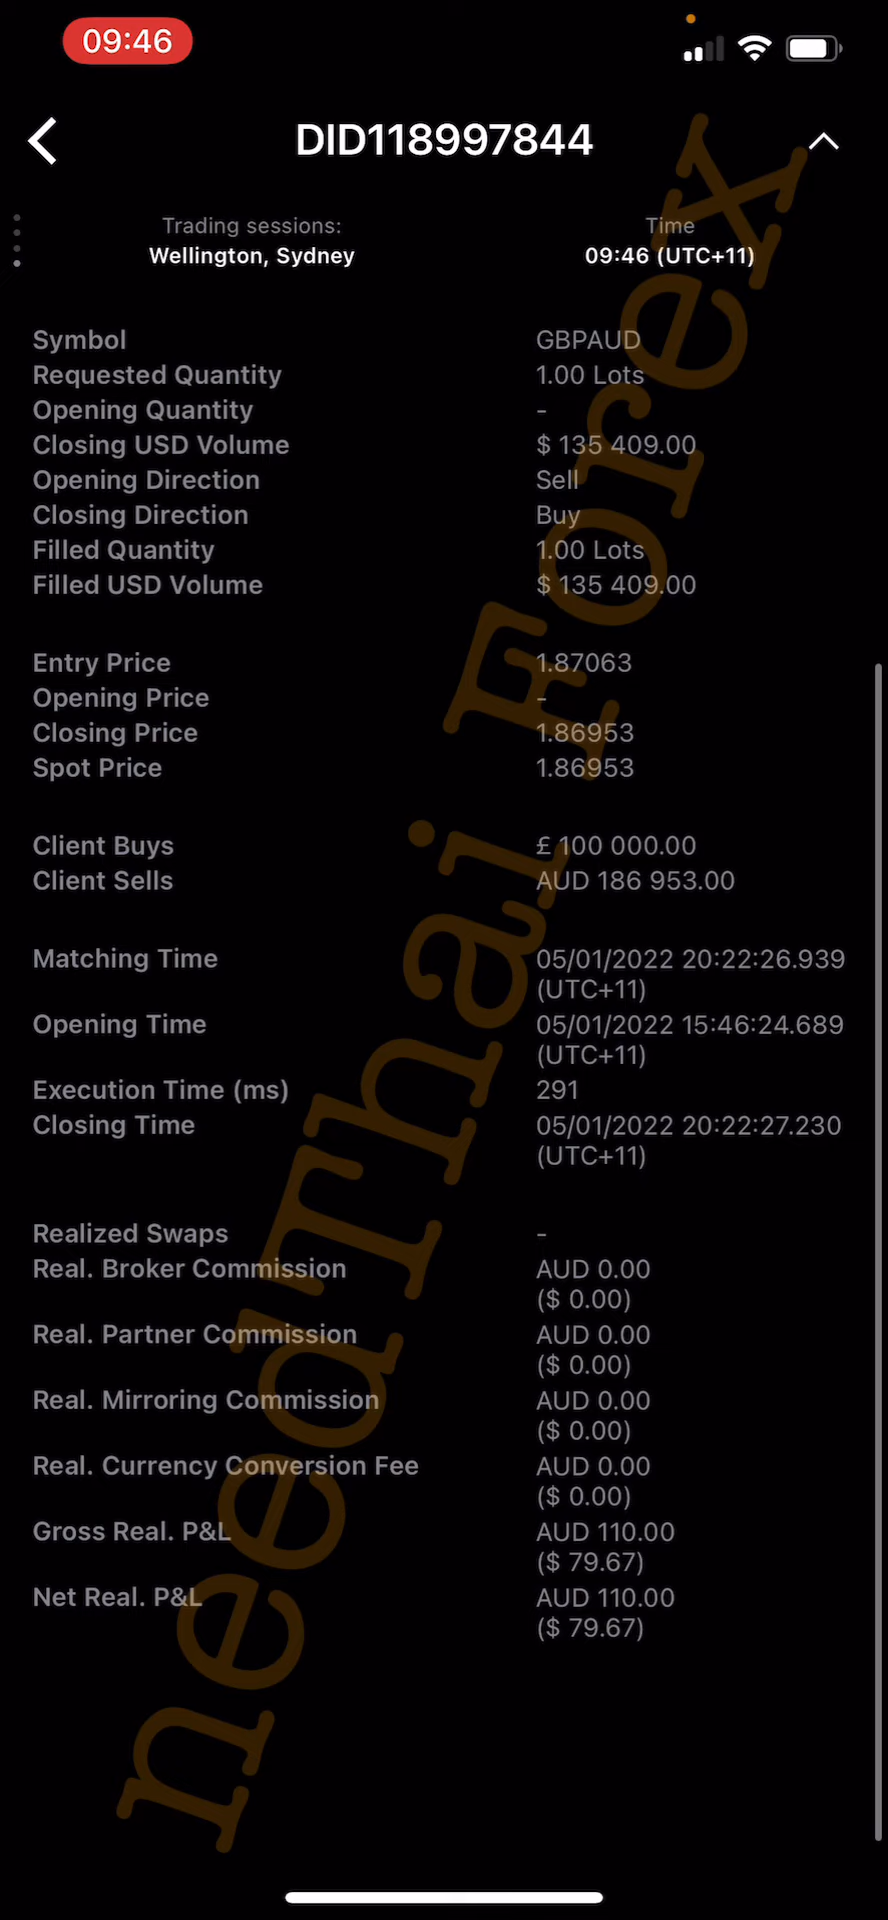 09:46
DID118997844
Trading sessions:
Wellington, Sydney
Time
09:46 (UTC+11)
Symbol GBPAUD
Requested Quantity 1.00 Lots
Opening Quantity -
Closing USD Volume $ 135 409.00
Opening Direction Sell
Closing Direction Buy
Filled Quantity 1.00 Lots
Filled USD Volume $ 135 409.00
Entry Price 1.87063
Opening Price -
Closing Price 1.86953
Spot Price 1.86953
Client Buys £ 100 000.00
Client Sells AUD 186 953.00
Matching Time 05/01/2022 20:22:26.939
(UTC+11)
Opening Time 05/01/2022 15:46:24.689
(UTC+11)
Execution Time (ms) 291
Closing Time 05/01/2022 20:22:27.230
(UTC+11)
Realized Swaps -
Real. Broker Commission AUD 0.00
($ 0.00)
Real. Partner Commission AUD 0.00
($ 0.00)
Real. Mirroring Commission AUD 0.00
($ 0.00)
Real. Currency Conversion Fee AUD 0.00
($ 0.00)
Gross Real. P&L AUD 110.00
($ 79.67)
Net Real. P&L AUD 110.00
($ 79.67)
needThai Forex